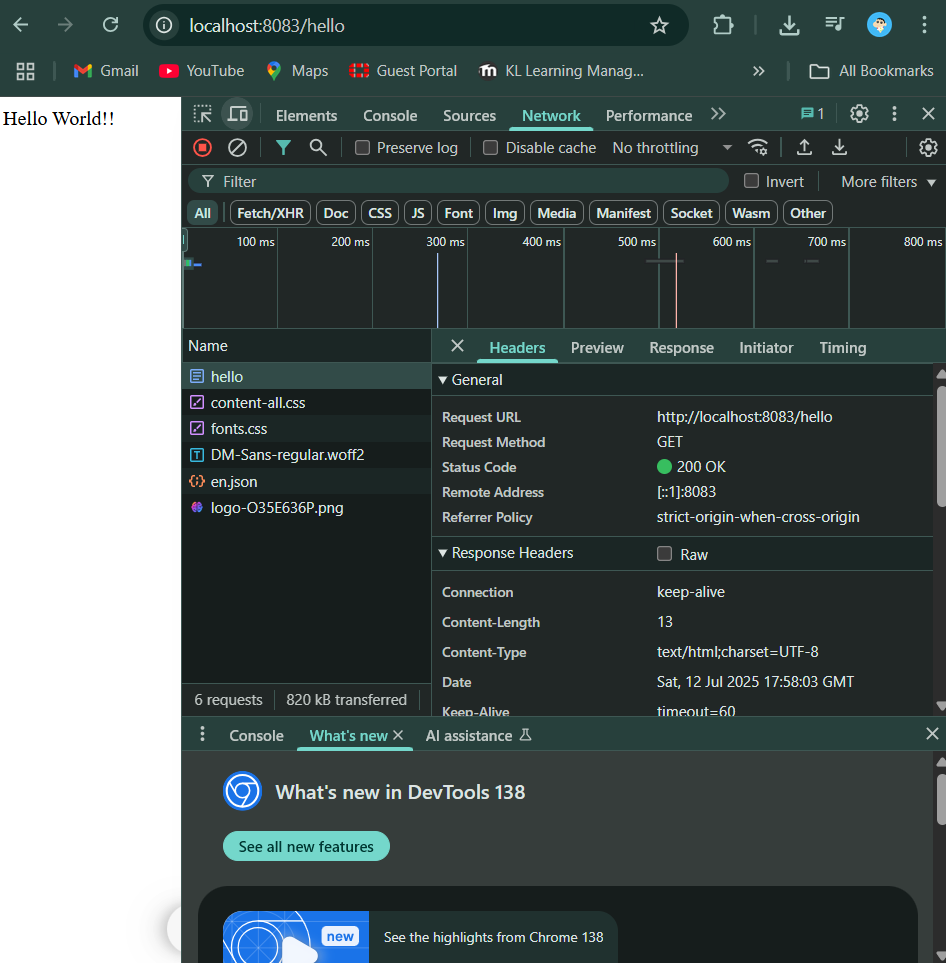 localhost:8083/hello
Gmail YouTube Maps Guest Portal KL Learning Manag... » All Bookmarks
Hello World!!
Elements Console Sources Network Performance 1
Preserve log Disable cache No throttling
Filter Invert More filters
All Fetch/XHR Doc CSS JS Font Img Media Manifest Socket Wasm Other
100 ms 200 ms 300 ms 400 ms 500 ms 600 ms 700 ms 800 ms
Name
hello
content-all.css
fonts.css
DM-Sans-regular.woff2
en.json
logo-O35E636P.png
6 requests 820 kB transferred
Headers Preview Response Initiator Timing
General
Request URL http://localhost:8083/hello
Request Method GET
Status Code 200 OK
Remote Address [::1]:8083
Referrer Policy strict-origin-when-cross-origin
Response Headers Raw
Connection keep-alive
Content-Length 13
Content-Type text/html;charset=UTF-8
Date Sat, 12 Jul 2025 17:58:03 GMT
Keep-Alive timeout=60
Console What's new AI assistance
What's new in DevTools 138
See all new features
new
See the highlights from Chrome 138